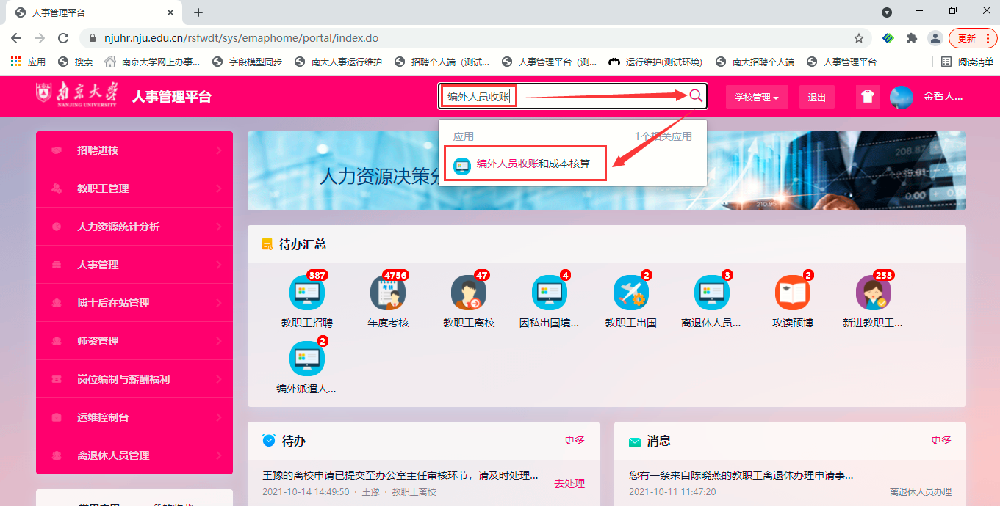 人事管理平台
njuhr.nju.edu.cn/rsfwdt/sys/emaphome/portal/index.do
更新
应用 搜索 南京大学网上办事... 字段模型同步 南大人事运行维护 招聘个人端（测试... 人事管理平台（测... 运行维护(测试环境) 南大招聘个人端 人事管理平台 阅读清单
南京大学 NANJING UNIVERSITY 人事管理平台 编外人员收账 学校管理 退出 金智人...
应用 1个相关应用
编外人员收账和成本核算
招聘进校
教职工管理
人力资源统计分析
人事管理
博士后在站管理
师资管理
岗位编制与薪酬福利
运维控制台
离退休人员管理
人力资源决策分
208.87
210.95
0.00
待办汇总
387 4756 47 4 2 3 2 253
教职工招聘 年度考核 教职工离校 因私出国境... 教职工出国 离退休人员... 攻读硕博 新进教职工...
2
编外派遣人...
待办 更多
王豫的离校申请已提交至办公室主任审核环节，请及时处理...
2021-10-14 14:49:50 · 王豫 · 教职工离校
去处理
消息 更多
您有一条来自陈晓燕的教职工离退休办理申请事...
2021-10-11 11:47:20 离退休人员办理